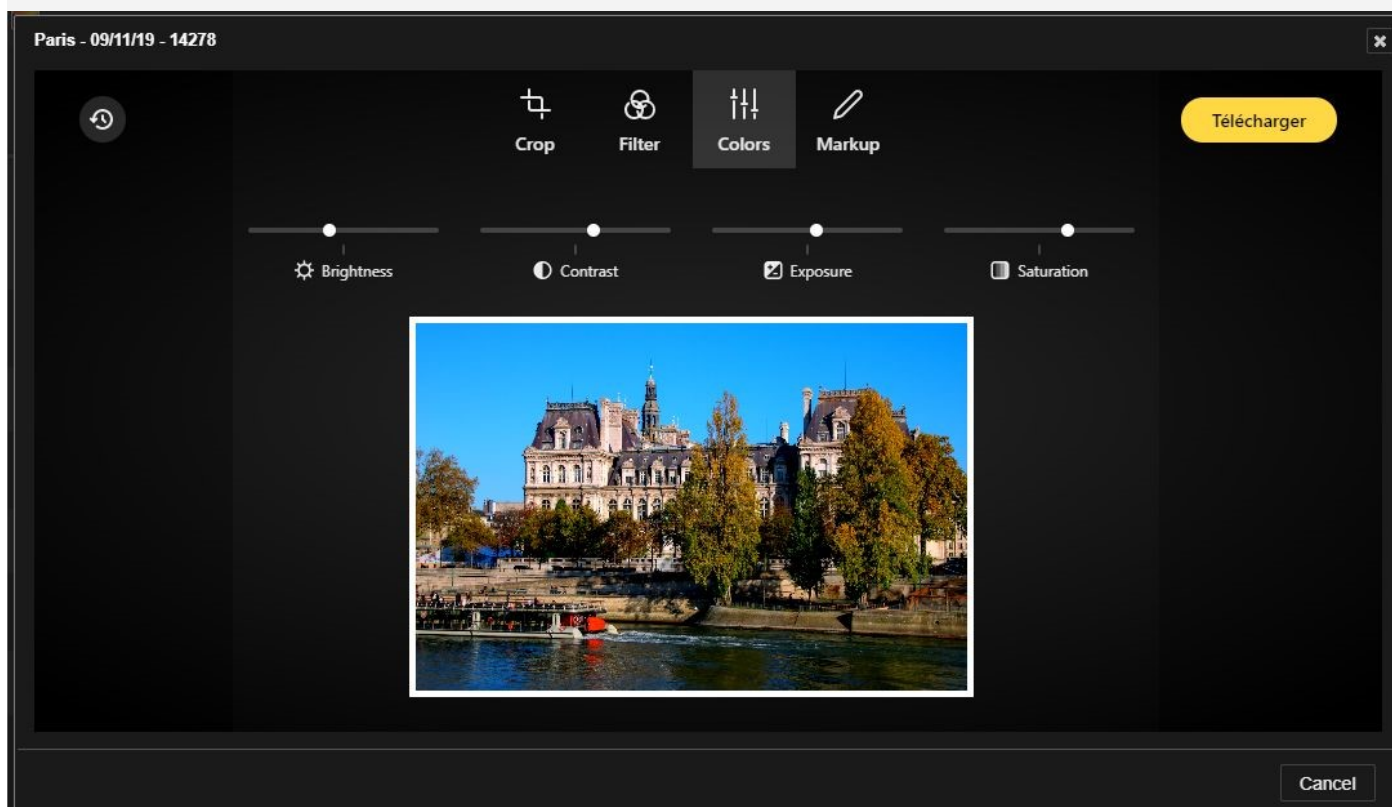 Paris - 09/11/19 - 14278
Crop
Filter
Colors
Markup
Télécharger
Brightness
Contrast
Exposure
Saturation
Cancel